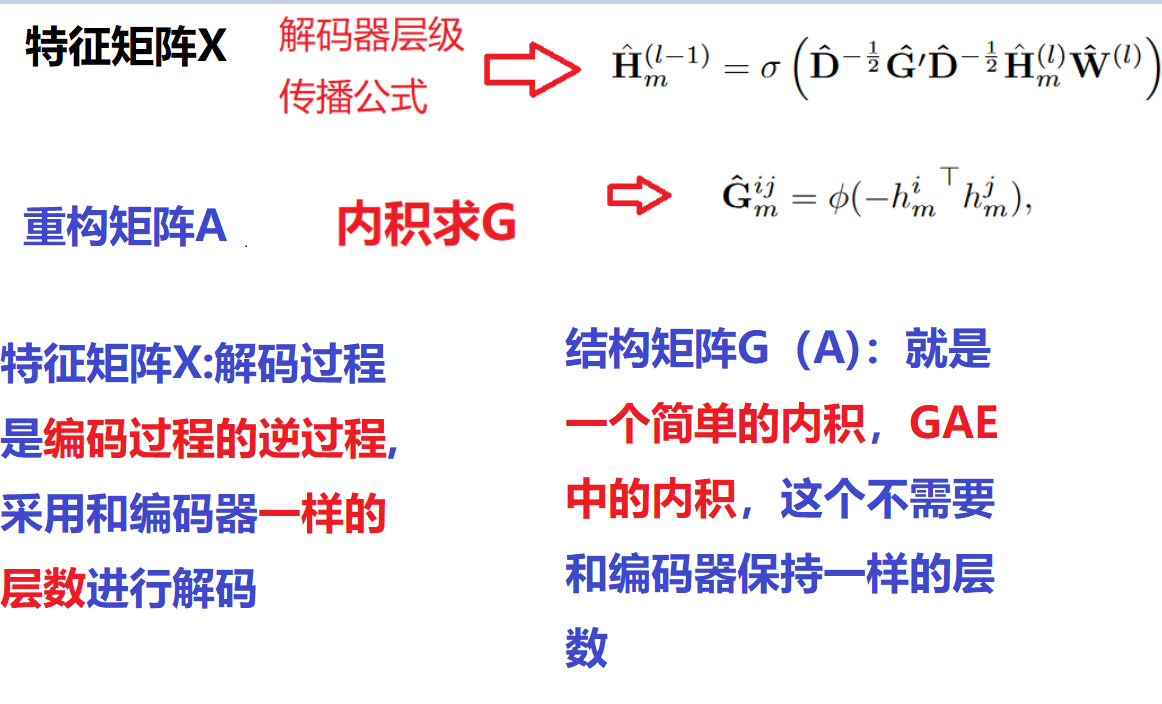 特征矩阵X
解码器层级
传播公式
$\hat{\mathbf{H}}_m^{(l-1)} = \sigma\left(\hat{\mathbf{D}}^{-\frac{1}{2}}\hat{\mathbf{G}}'\hat{\mathbf{D}}^{-\frac{1}{2}}\hat{\mathbf{H}}_m^{(l)}\hat{\mathbf{W}}^{(l)}\right)$
重构矩阵A .
内积求G
$\hat{\mathbf{G}}_m^{ij} = \phi(-h_m^{i\top} h_m^j),$
特征矩阵X:解码过程
是编码过程的逆过程,
采用和编码器一样的
层数进行解码
结构矩阵G（A)：就是
一个简单的内积，GAE
中的内积，这个不需要
和编码器保持一样的层
数